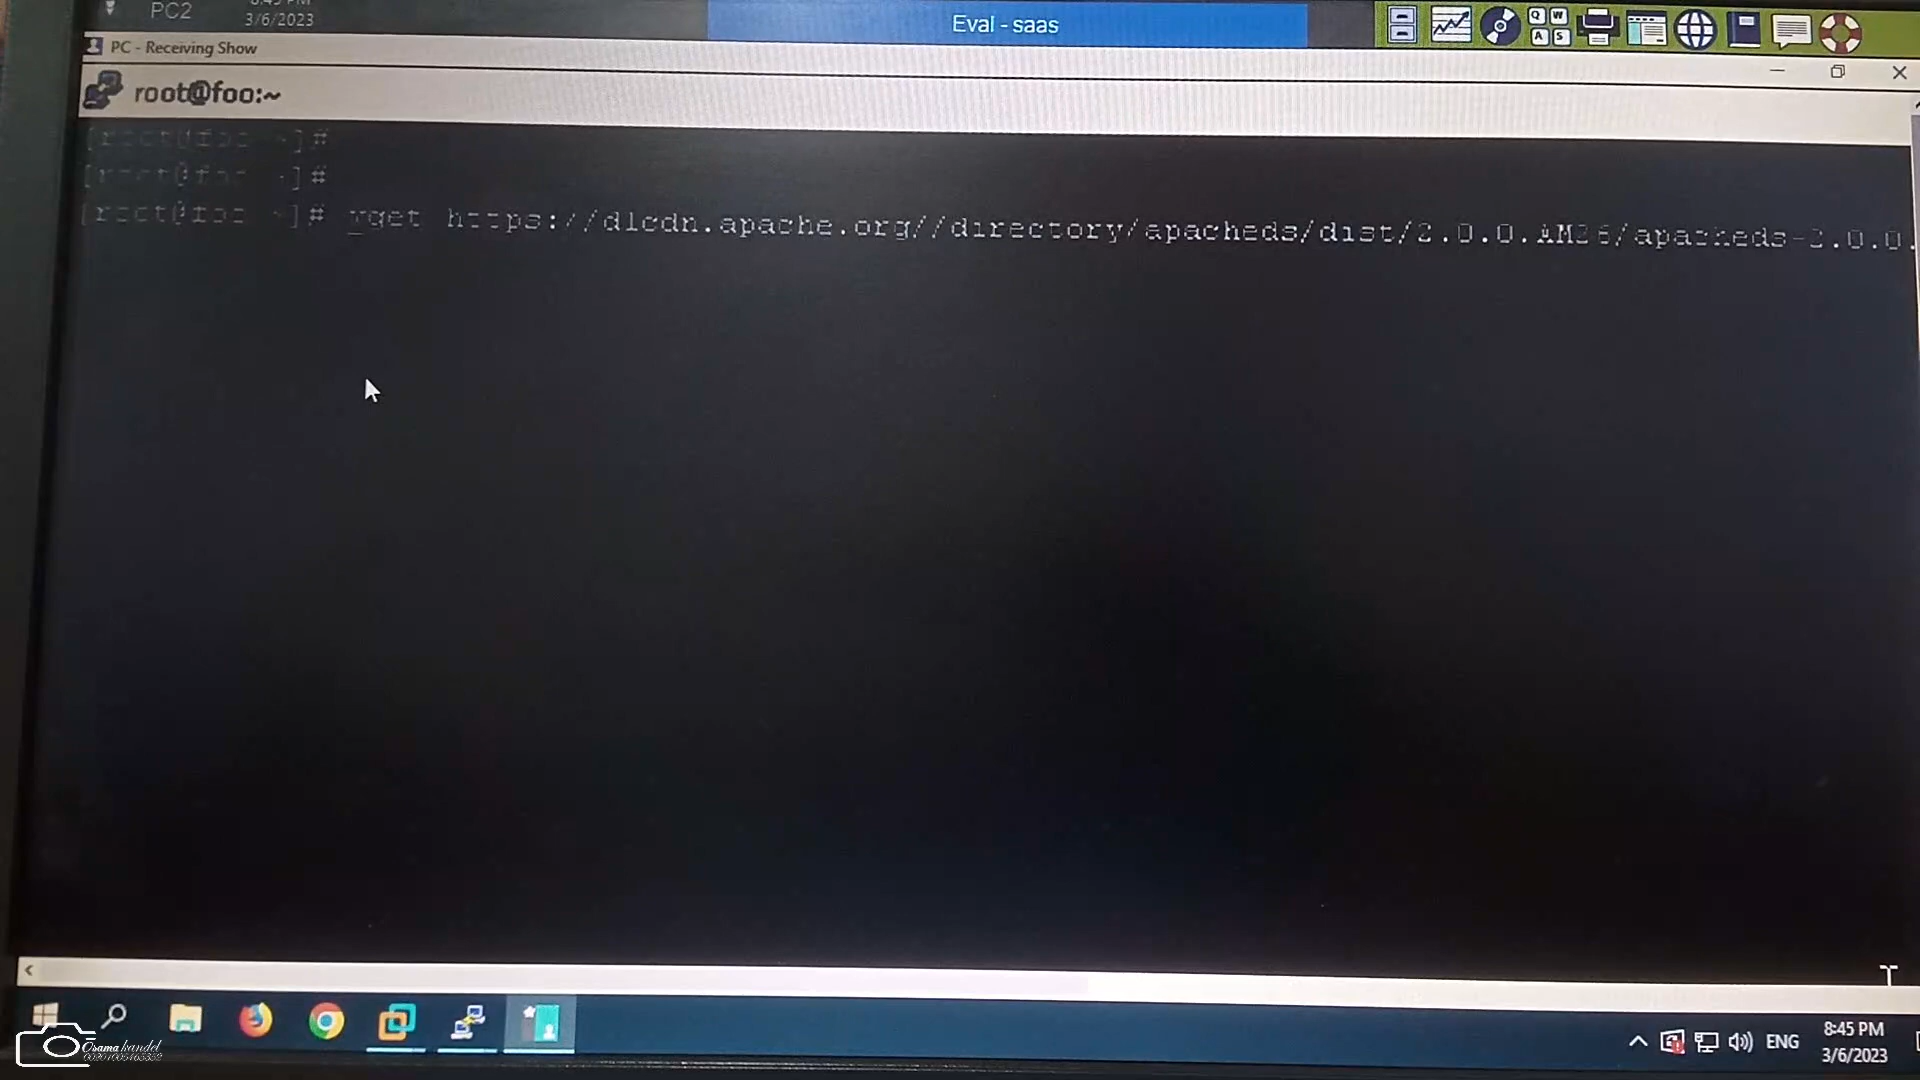 PC2
8:45 PM
3/6/2023
Eval - saas
Q W
A S
PC - Receiving Show
root@foo:~
[root@foo ~]#
[root@foo ~]#
[root@foo ~]# wget https://dlcdn.apache.org//directory/apacheds/dist/2.0.0.AM26/apacheds-2.0.0.
ENG
8:45 PM
3/6/2023
Osama kandel